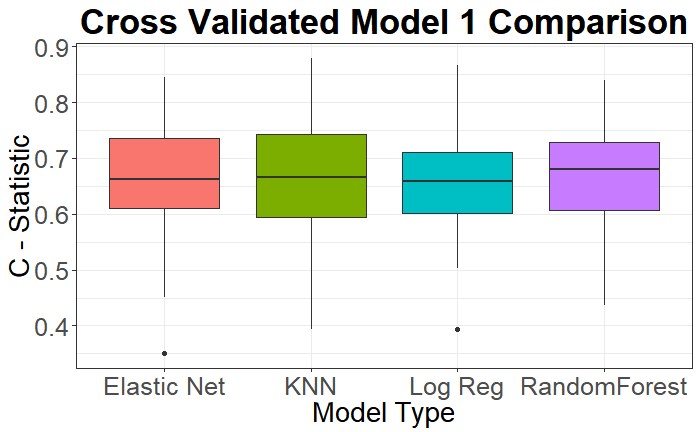 Cross Validated Model 1 Comparison
C - Statistic
0.9
0.8
0.7
0.6
0.5
0.4
Elastic Net KNN Log Reg RandomForest
Model Type